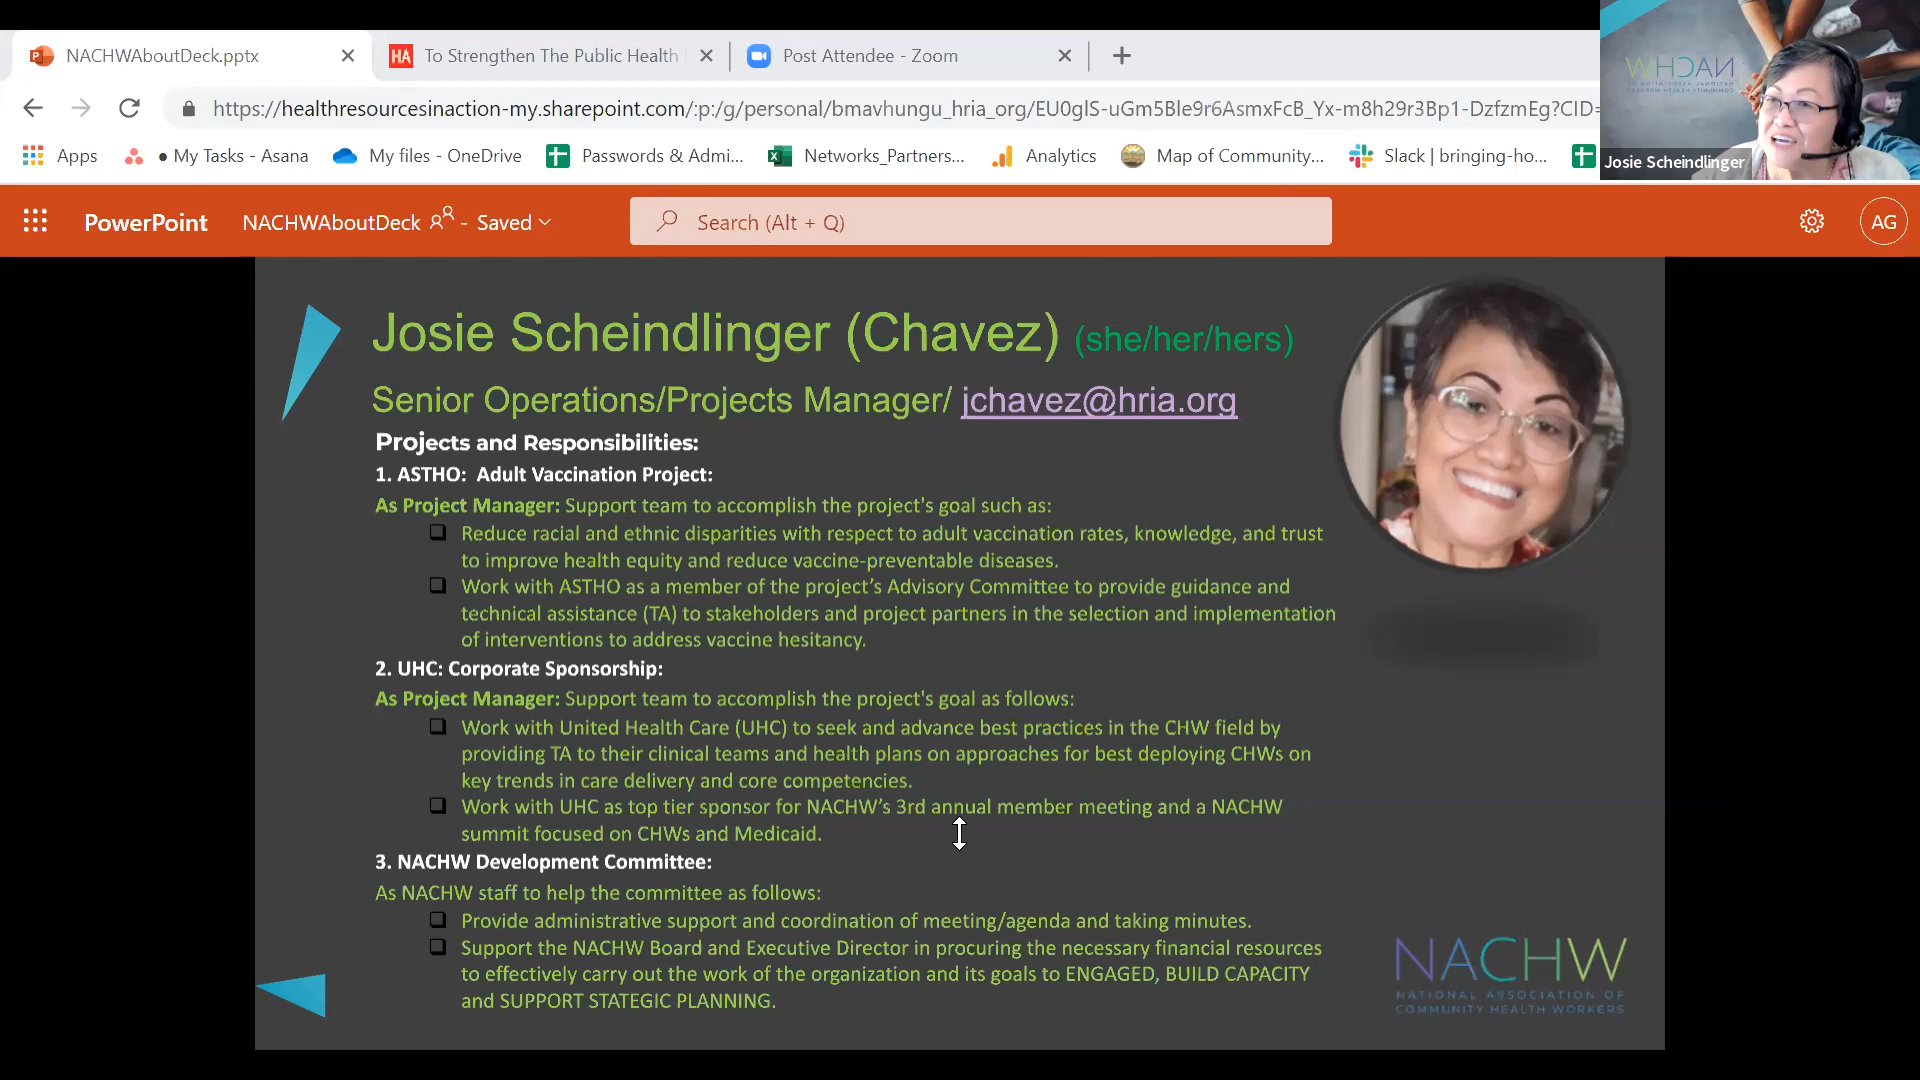 NACHWAboutDeck.pptx
To Strengthen The Public Health
Post Attendee - Zoom
https://healthresourcesinaction-my.sharepoint.com/:p:/g/personal/bmavhungu_hria_org/EU0glS-uGm5Ble9r6AsmxFcB_Yx-m8h29r3Bp1-DzfzmEg?CID=
Apps
• My Tasks - Asana
My files - OneDrive
Passwords & Admi...
Networks_Partners...
Analytics
Map of Community...
Slack | bringing-ho...
NACHW
Josie Scheindlinger
PowerPoint
NACHWAboutDeck - Saved
Search (Alt + Q)
AG
Josie Scheindlinger (Chavez) (she/her/hers)
Senior Operations/Projects Manager/ jchavez@hria.org
Projects and Responsibilities:
1. ASTHO: Adult Vaccination Project:
As Project Manager: Support team to accomplish the project's goal such as:
Reduce racial and ethnic disparities with respect to adult vaccination rates, knowledge, and trust
to improve health equity and reduce vaccine-preventable diseases.
Work with ASTHO as a member of the project's Advisory Committee to provide guidance and
technical assistance (TA) to stakeholders and project partners in the selection and implementation
of interventions to address vaccine hesitancy.
2. UHC: Corporate Sponsorship:
As Project Manager: Support team to accomplish the project's goal as follows:
Work with United Health Care (UHC) to seek and advance best practices in the CHW field by
providing TA to their clinical teams and health plans on approaches for best deploying CHWs on
key trends in care delivery and core competencies.
Work with UHC as top tier sponsor for NACHW's 3rd annual member meeting and a NACHW
summit focused on CHWs and Medicaid.
3. NACHW Development Committee:
As NACHW staff to help the committee as follows:
Provide administrative support and coordination of meeting/agenda and taking minutes.
Support the NACHW Board and Executive Director in procuring the necessary financial resources
to effectively carry out the work of the organization and its goals to ENGAGED, BUILD CAPACITY
and SUPPORT STATEGIC PLANNING.
NACHW
NATIONAL ASSOCIATION OF
COMMUNITY HEALTH WORKERS